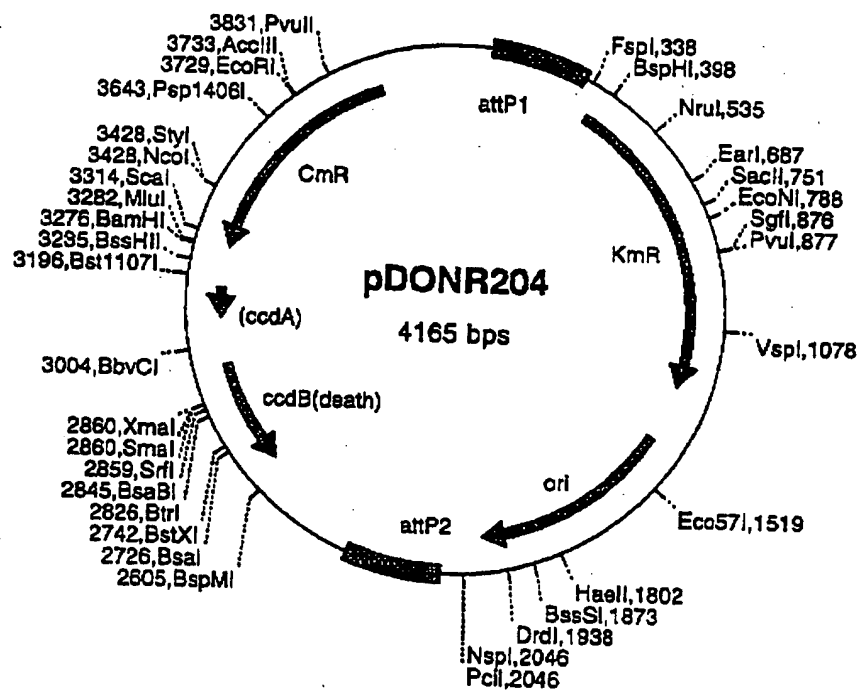 3831,PvuII
3733,AccIII
3729,EcoRI
3643,Psp1406I
3428,StyI
3428,NcoI
3314,ScaI
3282,MluI
3276,BamHI
3235,BssHII
3196,Bst1107I
3004,BbvCI
2860,XmaI
2860,SmaI
2859,SrfI
2845,BsaBI
2826,BtrI
2742,BstXI
2726,BsaI
2605,BspMI
attP1
FspI,338
BspHI,398
NruI,535
EarI,687
SacII,751
EcoNI,788
SgfI,876
PvuI,877
VspI,1078
Eco57I,1519
HaeII,1802
BssSI,1873
DrdI,1938
NspI,2046
PciI,2046
CmR
KmR
pDONR204
4165 bps
(ccdA)
ccdB(death)
ori
attP2